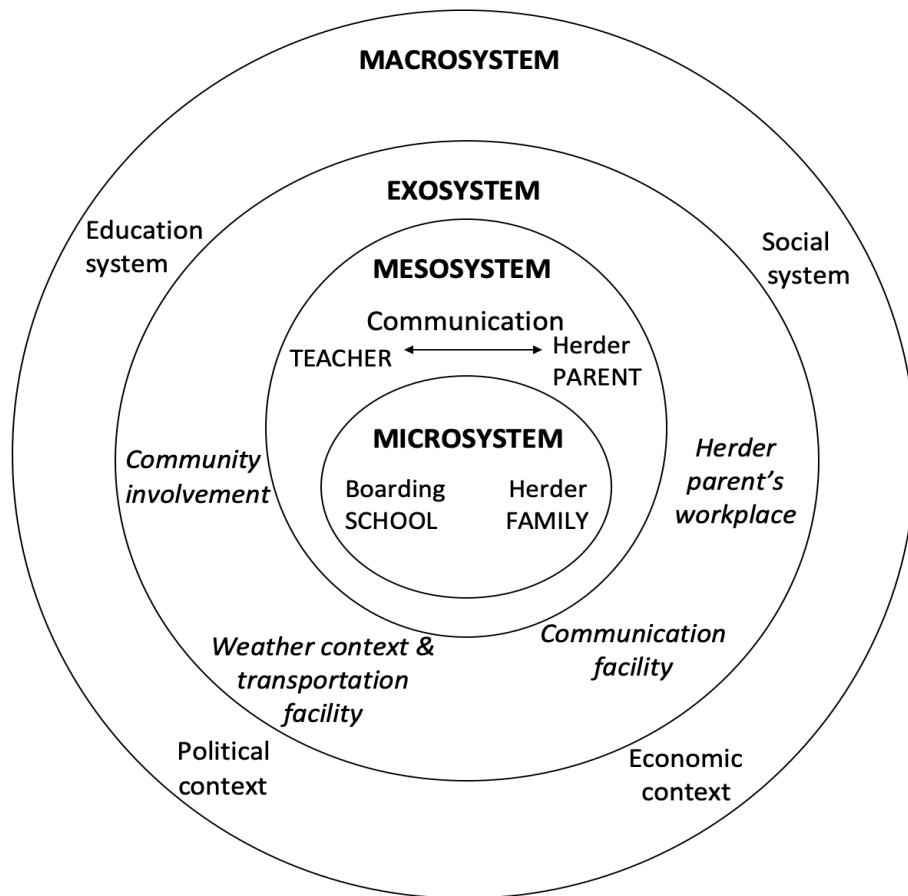 MACROSYSTEM
EXOSYSTEM
Education
system
Social
system
MESOSYSTEM
Communication
TEACHER
Herder
PARENT
MICROSYSTEM
Boarding
SCHOOL
Herder
FAMILY
Community
involvement
Herder
parent's
workplace
Weather context &
transportation
facility
Communication
facility
Political
context
Economic
context